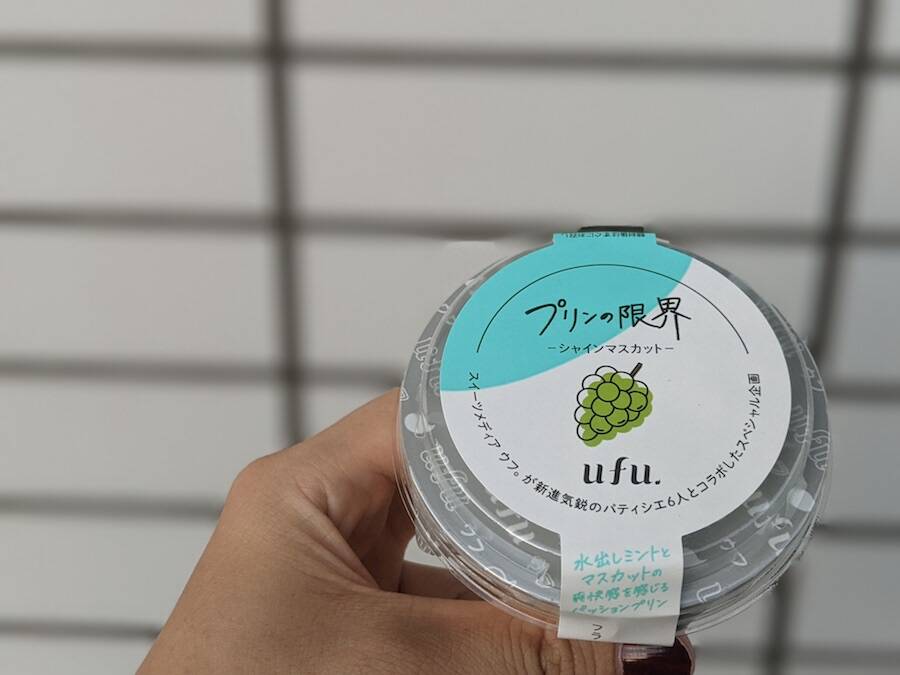 プリンの限界
−シャインマスカット−
ufu.
スイーツメディア ウフ。が新進気鋭のパティシエ6人とコラボしたスペシャル企画
水出しミントと
マスカットの
爽快感を感じる
パッションプリン
フラ